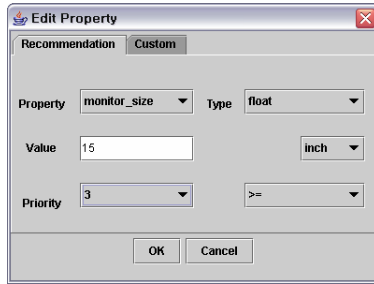 Edit Property
Recommendation Custom
Property monitor_size Type float
Value 15 inch
Priority 3 >=
OK Cancel